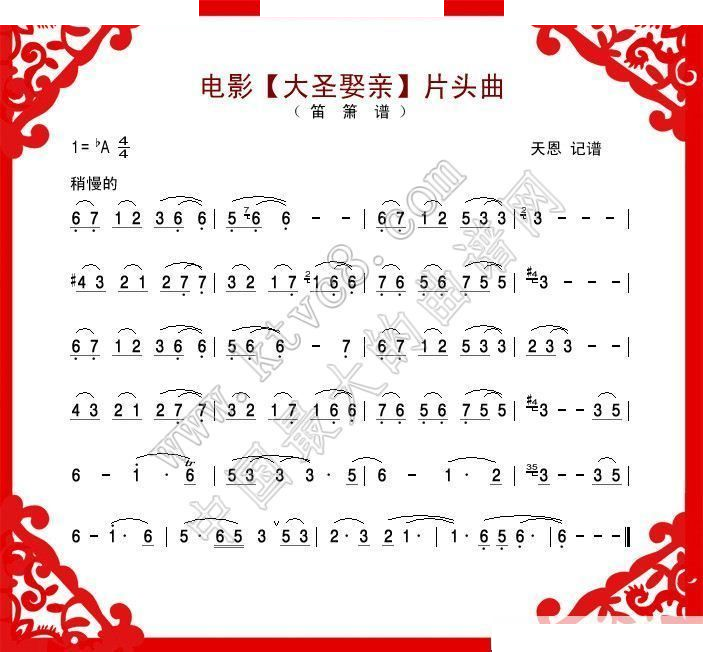 电影【大圣娶亲】片头曲
（笛 箫 谱）
1= ♭A 4/4 天恩 记谱
稍慢的
6 7 1 2 3 6 6 | 5 7 6 6 - - | 6 7 1 2 5 3 3 | 2 3 - - - |
#4 3 2 1 2 7 7 | 3 2 1 7 2 1 6 6 | 7 6 5 6 7 5 5 | #4 3 - - - |
6 7 1 2 3 6 6 | 5 6 6 - 7 | 6 7 1 2 5 3 3 | 2 3 3 - - |
4 3 2 1 2 7 7 | 3 2 1 7 1 6 6 | 7 6 5 6 7 5 5 | #4 3 - - 3 5 |
6 - 1 · 6 | 5 3 3 3 · 5 | 6 - 1 · 2 | 35 3 - - 3 5 |
6 - 1 · 6 | 5 · 6 5 3 ∨ 5 3 | 1 · 2 1 - | 1 · 6 5 6 · | 6 - - - ‖
www.ktvc8.com
中国最大的曲谱网